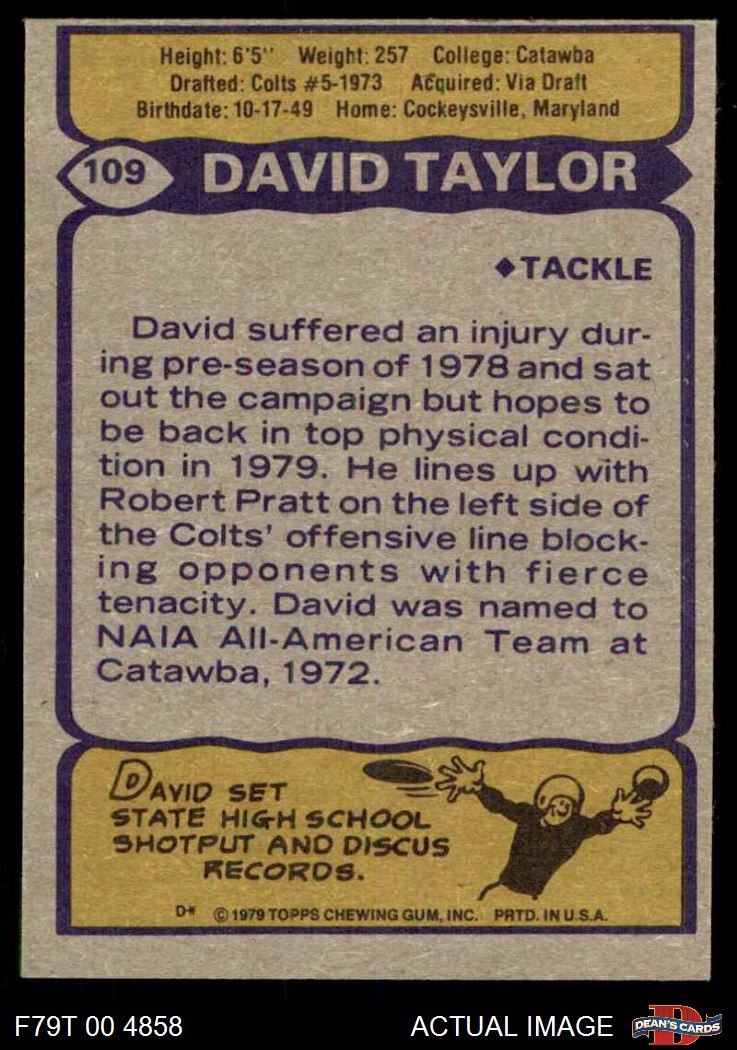 Height: 6'5" Weight: 257 College: Catawba
Drafted: Colts #5-1973 Acquired: Via Draft
Birthdate: 10-17-49 Home: Cockeysville, Maryland
109 DAVID TAYLOR
◆TACKLE
David suffered an injury dur-
ing pre-season of 1978 and sat
out the campaign but hopes to
be back in top physical condi-
tion in 1979. He lines up with
Robert Pratt on the left side of
the Colts' offensive line block-
ing opponents with fierce
tenacity. David was named to
NAIA All-American Team at
Catawba, 1972.
DAVID SET
STATE HIGH SCHOOL
SHOTPUT AND DISCUS
RECORDS.
D* © 1979 TOPPS CHEWING GUM, INC. PRTD. IN U.S.A.
F79T 00 4858 ACTUAL IMAGE D DEAN'S CARDS